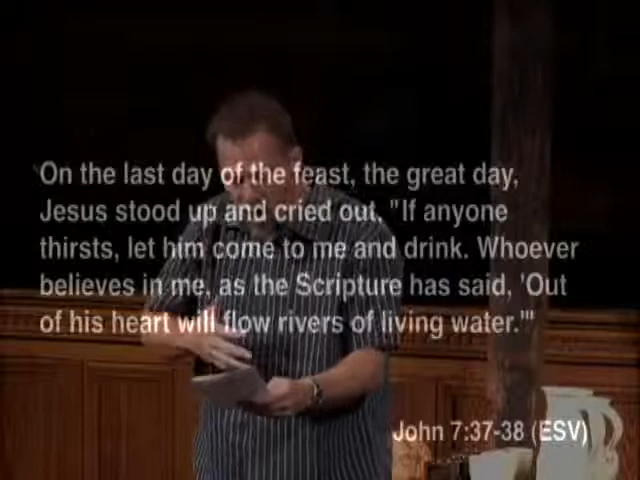 On the last day of the feast, the great day,
Jesus stood up and cried out, "If anyone
thirsts, let him come to me and drink. Whoever
believes in me, as the Scripture has said, 'Out
of his heart will flow rivers of living water.'"
John 7:37-38 (ESV)